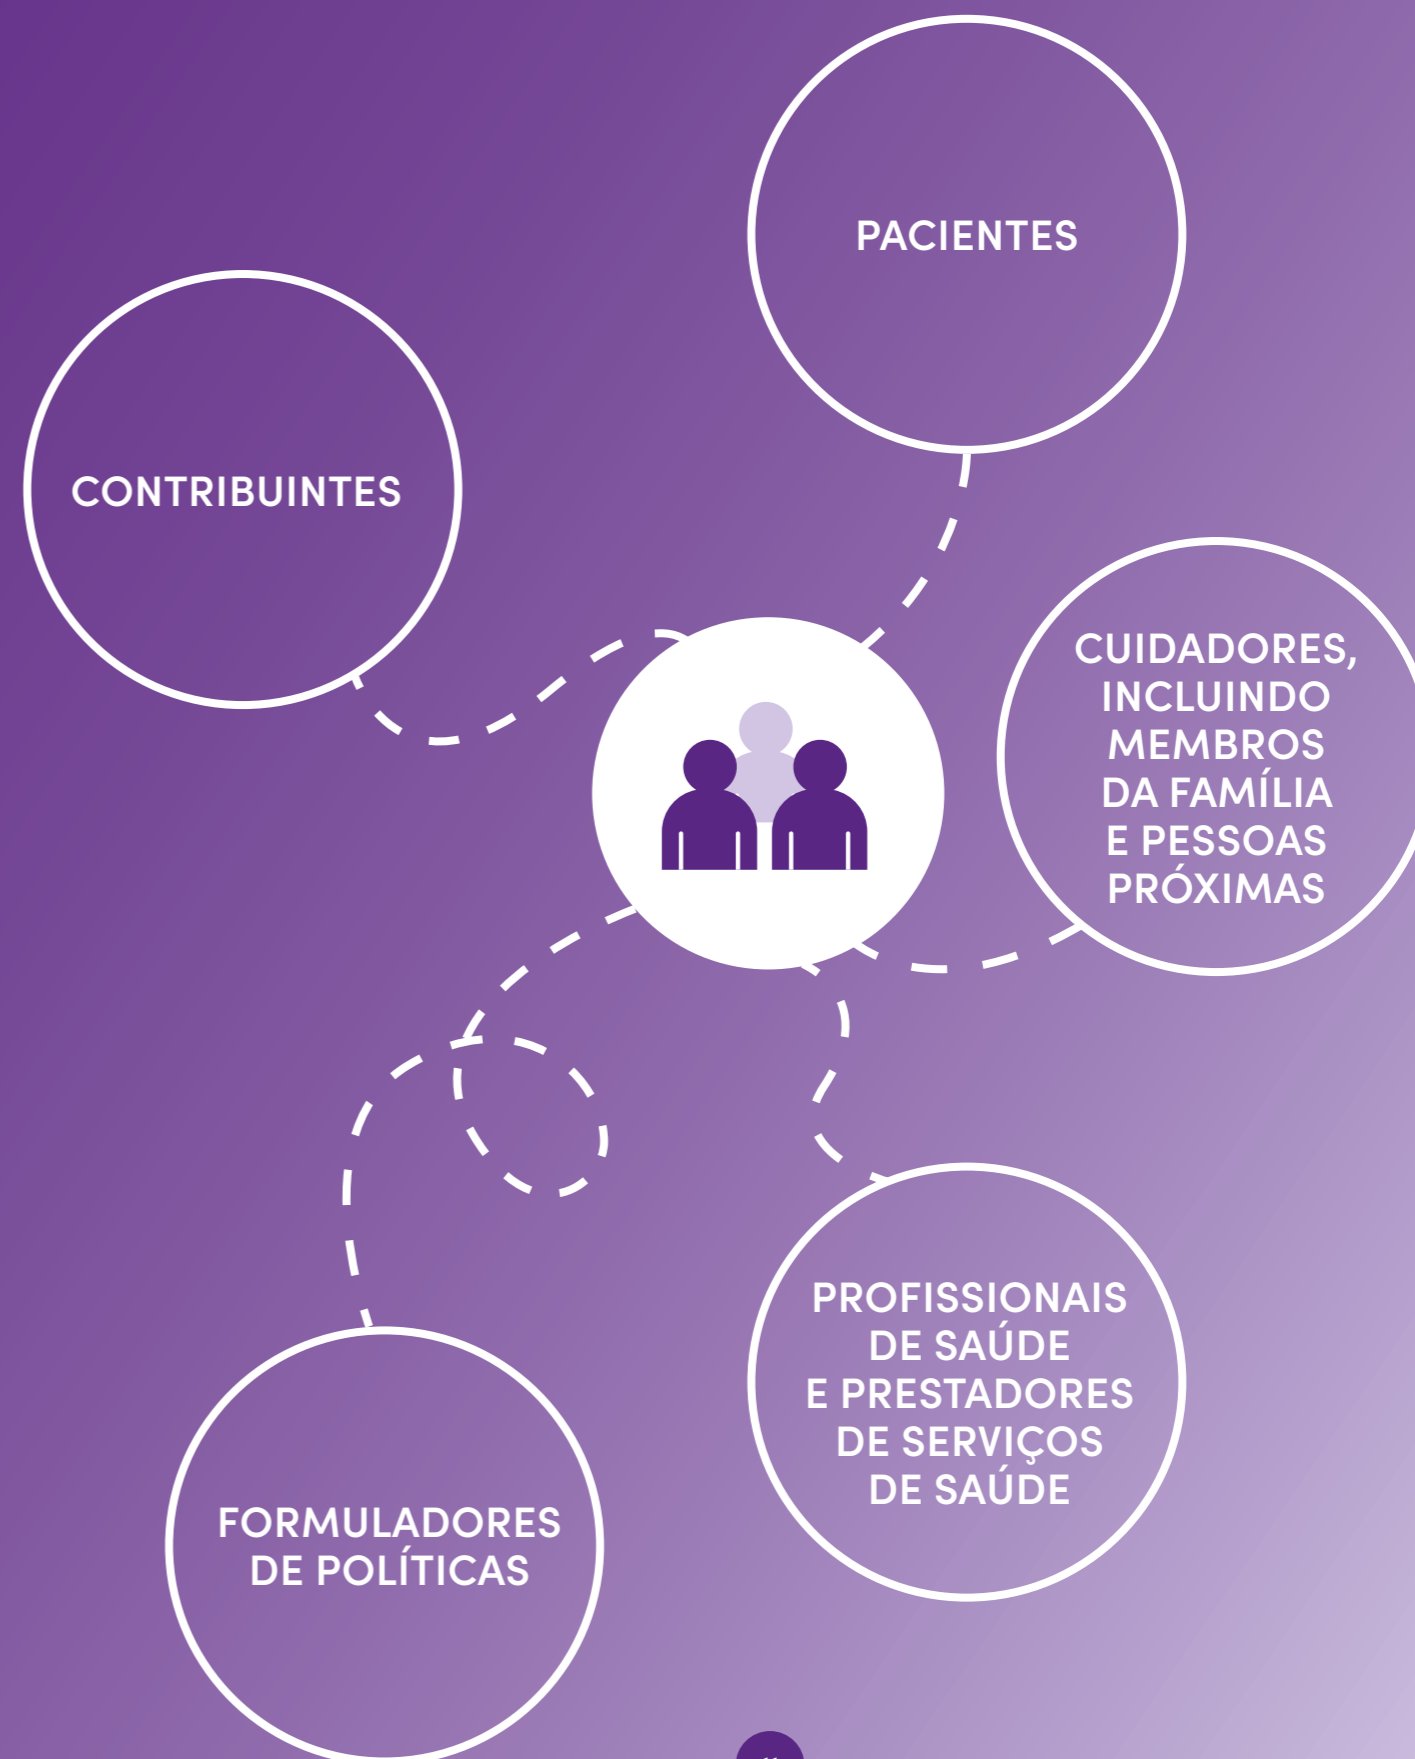 PACIENTES
CONTRIBUINTES
CUIDADORES,
INCLUINDO
MEMBROS
DA FAMÍLIA
E PESSOAS
PRÓXIMAS
PROFISSIONAIS
DE SAÚDE
E PRESTADORES
DE SERVIÇOS
DE SAÚDE
FORMULADORES
DE POLÍTICAS